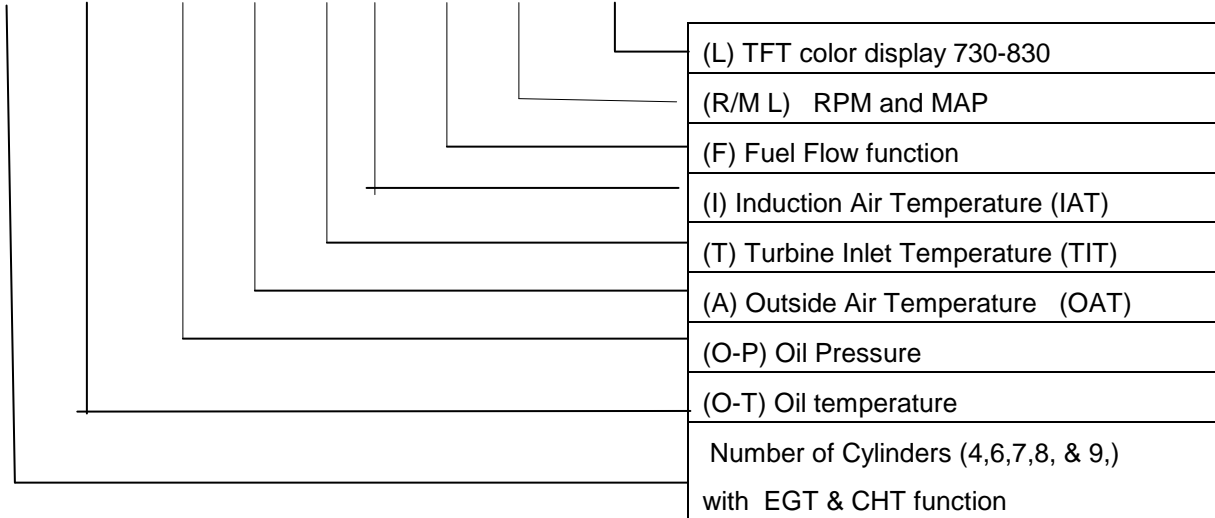 (L) TFT color display 730-830
(R/M L) RPM and MAP
(F) Fuel Flow function
(I) Induction Air Temperature (IAT)
(T) Turbine Inlet Temperature (TIT)
(A) Outside Air Temperature (OAT)
(O-P) Oil Pressure
(O-T) Oil temperature
Number of Cylinders (4,6,7,8, & 9,)
with EGT & CHT function